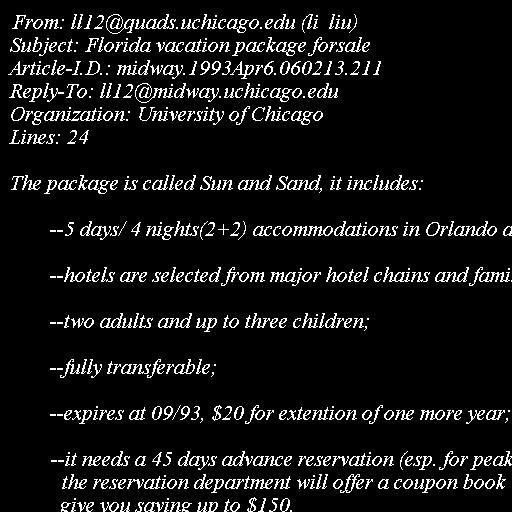 From: ll12@quads.uchicago.edu (li  liu)
Subject: Florida vacation package forsale
Article-I.D.: midway.1993Apr6.060213.211
Reply-To: ll12@midway.uchicago.edu
Organization: University of Chicago
Lines: 24
The package is called Sun and Sand, it includes:
--5 days/ 4 nights(2+2) accommodations in Orlando
--hotels are selected from major hotel chains and
--two adults and up to three children;
--fully transferable;
--expires at 09/93, $20 for extention of one more year;
--it needs a 45 days advance reservation (esp. for peak
the reservation department will offer a coupon book
give you saving up to $150.